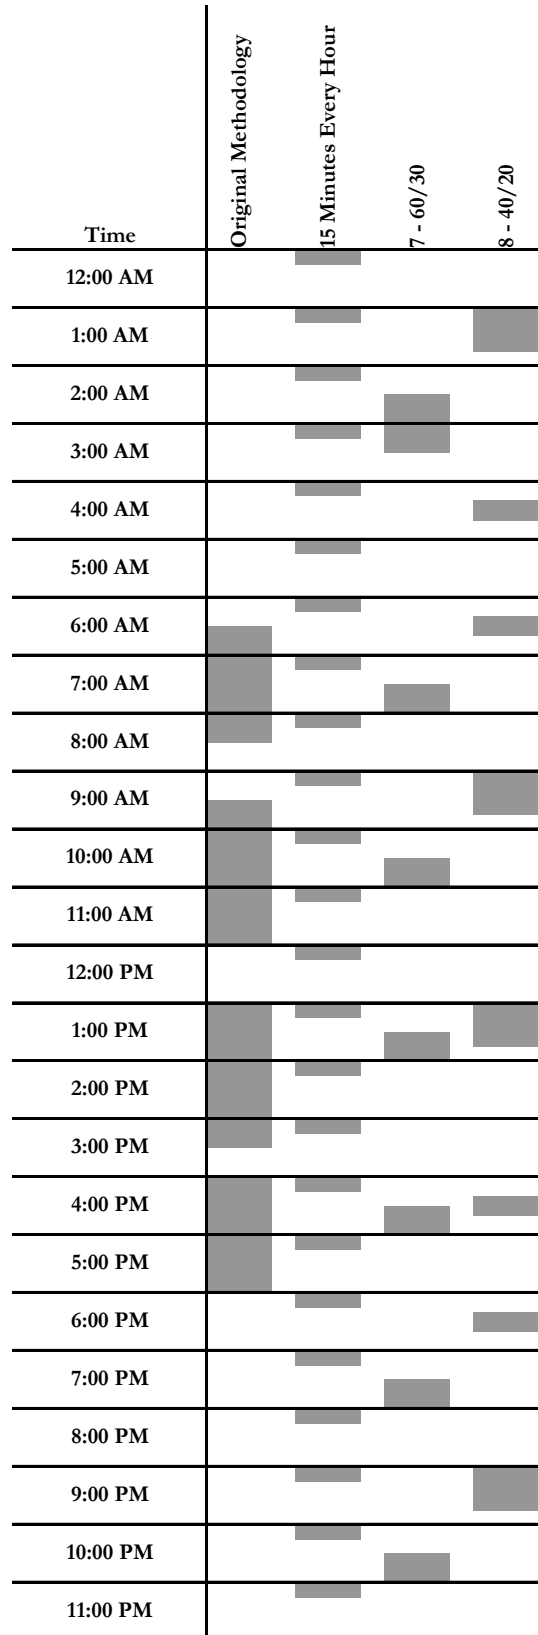 Time
Original Methodology
15 Minutes Every Hour
7 - 60/30
8 - 40/20
12:00 AM
1:00 AM
2:00 AM
3:00 AM
4:00 AM
5:00 AM
6:00 AM
7:00 AM
8:00 AM
9:00 AM
10:00 AM
11:00 AM
12:00 PM
1:00 PM
2:00 PM
3:00 PM
4:00 PM
5:00 PM
6:00 PM
7:00 PM
8:00 PM
9:00 PM
10:00 PM
11:00 PM